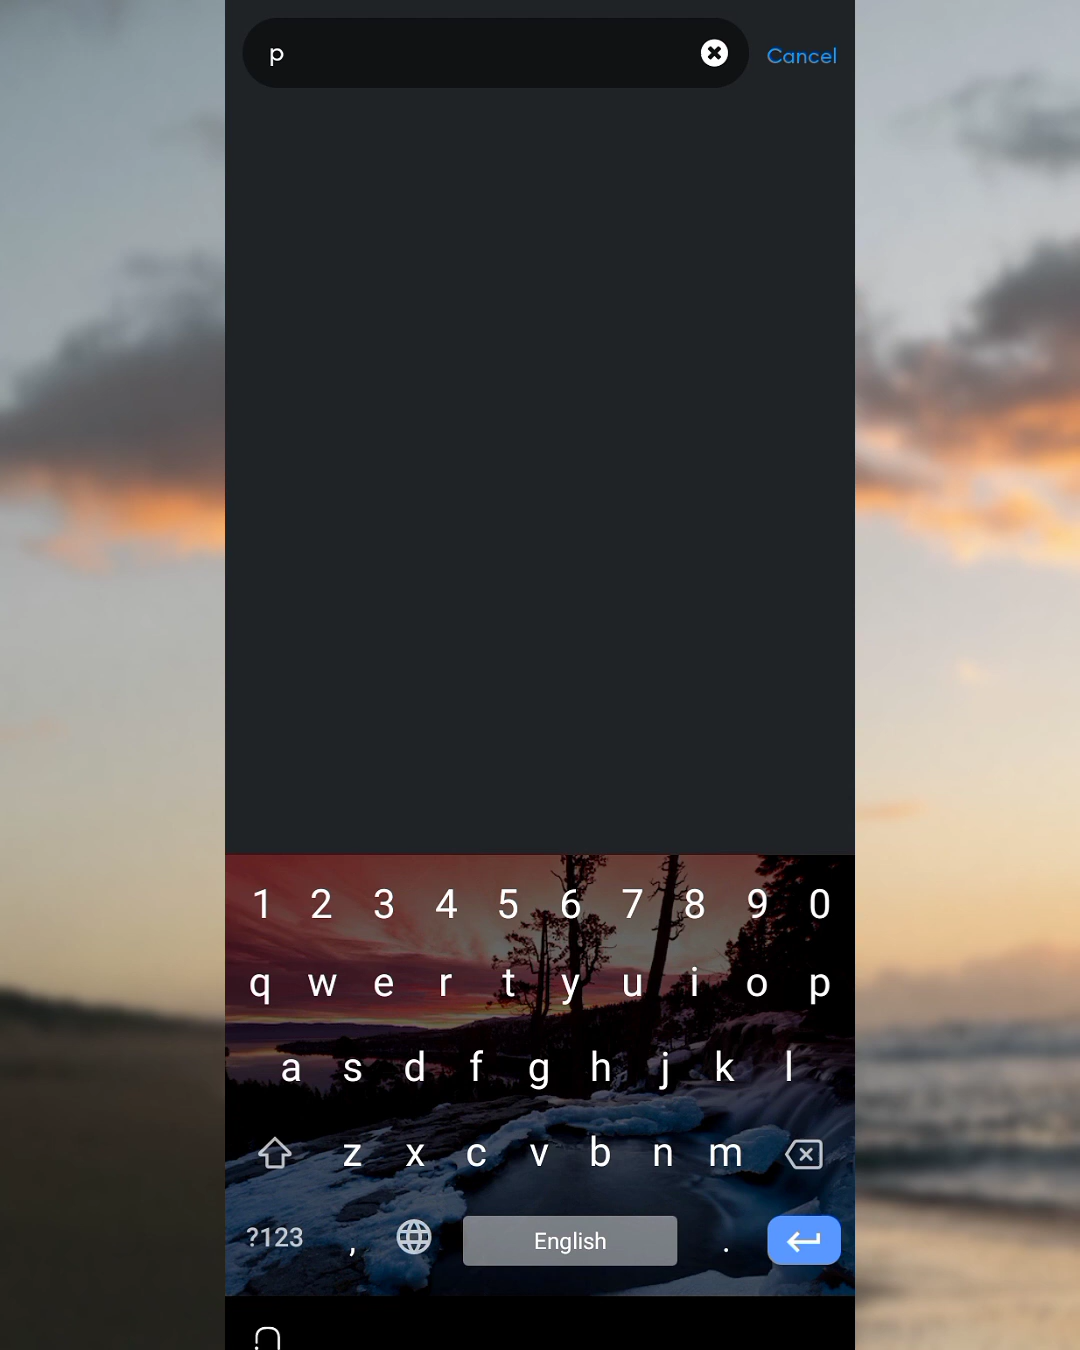 p
Cancel
1 2 3 4 5 6 7 8 9 0
q w e r t y u i o p
a s d f g h j k l
z x c v b n m
?123 , English .